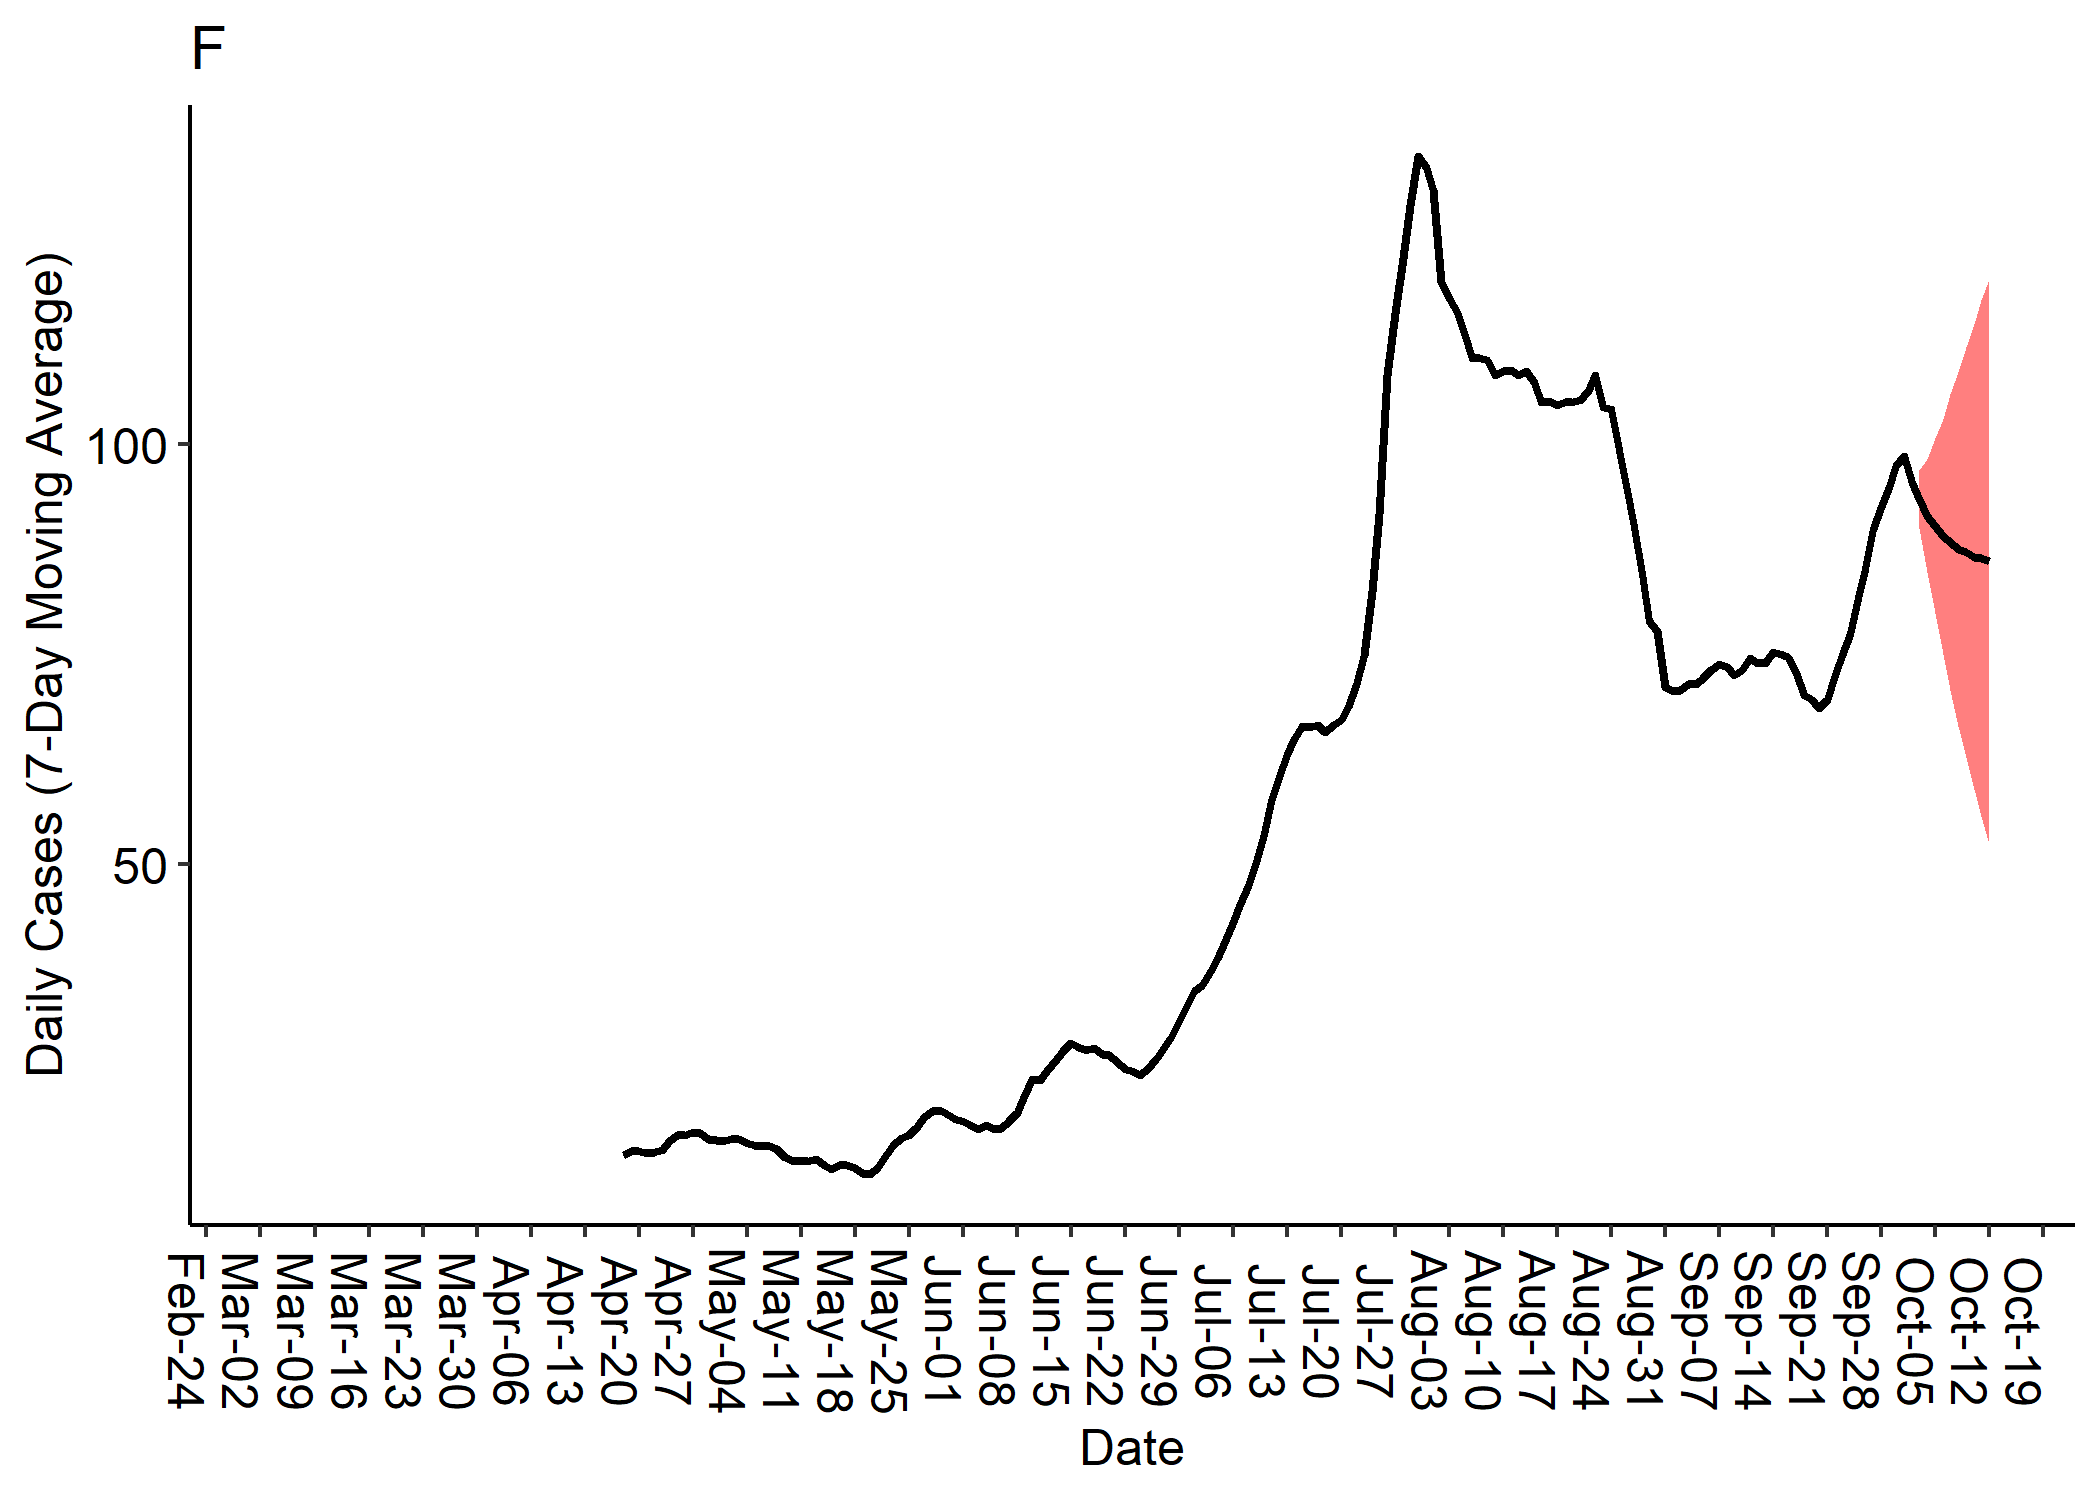 F
Daily Cases (7-Day Moving Average)
100
50
Feb-24
Mar-02
Mar-09
Mar-16
Mar-23
Mar-30
Apr-06
Apr-13
Apr-20
Apr-27
May-04
May-11
May-18
May-25
Jun-01
Jun-08
Jun-15
Jun-22
Jun-29
Jul-06
Jul-13
Jul-20
Jul-27
Aug-03
Aug-10
Aug-17
Aug-24
Aug-31
Sep-07
Sep-14
Sep-21
Sep-28
Oct-05
Oct-12
Oct-19
Date